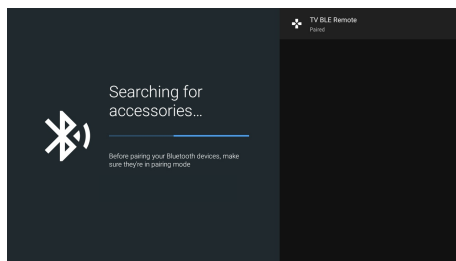 Searching for
accessories...
Before pairing your Bluetooth devices, make
sure they're in pairing mode
TV BLE Remote
Paired